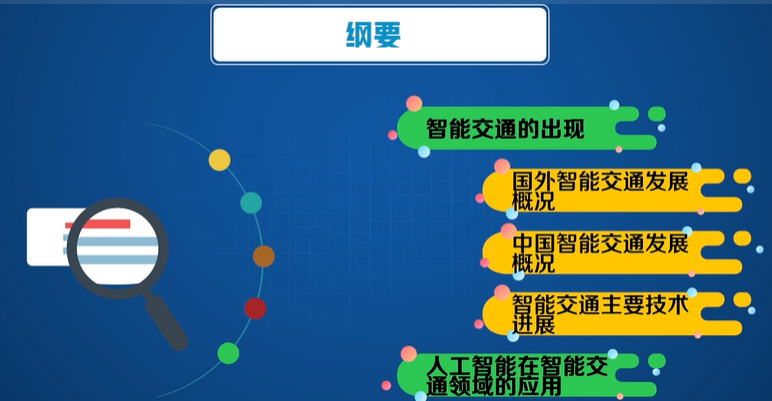 纲要
智能交通的出现
国外智能交通发展
概况
中国智能交通发展
概况
智能交通主要技术
进展
人工智能在智能交
通领域的应用